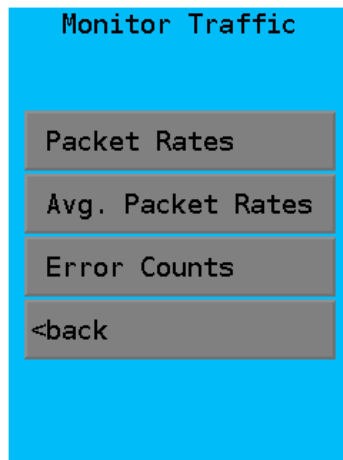 Monitor Traffic
Packet Rates
Avg. Packet Rates
Error Counts
<back